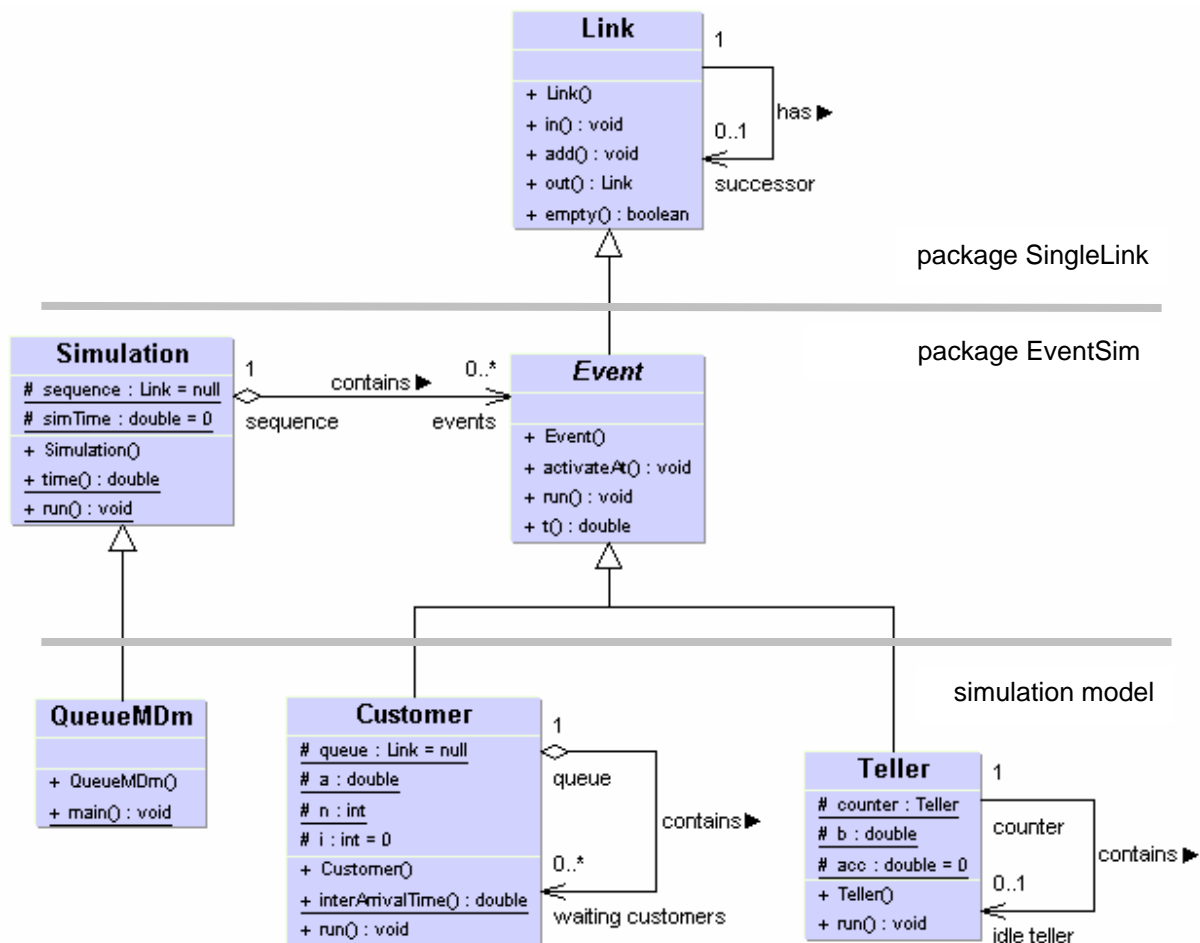 Link
+ Link()
+ in() : void
+ add() : void
+ out() : Link
+ empty() : boolean
1
has ►
0..1
successor
package SingleLink
package EventSim
Simulation
# sequence : Link = null
# simTime : double = 0
+ Simulation()
+ time() : double
+ run() : void
1
contains ►
0..*
sequence
events
Event
+ Event()
+ activateAt() : void
+ run() : void
+ t() : double
simulation model
QueueMDm
+ QueueMDm()
+ main() : void
Customer
# queue : Link = null
# a : double
# n : int
# i : int = 0
+ Customer()
+ interArrivalTime() : double
+ run() : void
1
queue
contains ►
0..*
waiting customers
Teller
# counter : Teller
# b : double
# acc : double = 0
+ Teller()
+ run() : void
1
counter
contains ►
0..1
idle teller